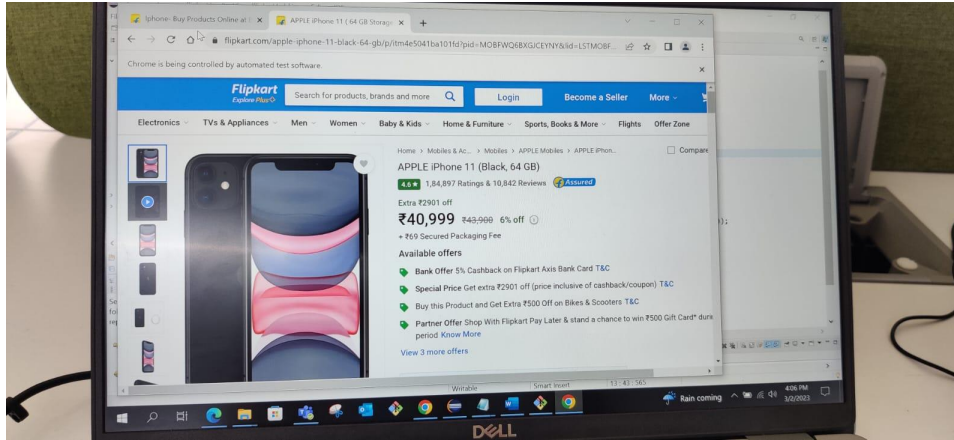 Iphone- Buy Products Online at
APPLE iPhone 11 ( 64 GB Storage
flipkart.com/apple-iphone-11-black-64-gb/p/itm4e5041ba101fd?pid=MOBFWQ6BXGJCEYNY&lid=LSTMOBF...
Chrome is being controlled by automated test software.
Flipkart
Explore Plus
Search for products, brands and more
Login
Become a Seller
More
Electronics
TVs & Appliances
Men
Women
Baby & Kids
Home & Furniture
Sports, Books & More
Flights
Offer Zone
Home > Mobiles & Ac... > Mobiles > APPLE Mobiles > APPLE iPhon...
Compare
APPLE iPhone 11 (Black, 64 GB)
4.6★ 1,84,897 Ratings & 10,842 Reviews Assured
Extra ₹2901 off
₹40,999 ₹43,900 6% off
+ ₹69 Secured Packaging Fee
Available offers
Bank Offer 5% Cashback on Flipkart Axis Bank Card T&C
Special Price Get extra ₹2901 off (price inclusive of cashback/coupon) T&C
Buy this Product and Get Extra ₹500 Off on Bikes & Scooters T&C
Partner Offer Shop With Flipkart Pay Later & stand a chance to win ₹500 Gift Card*
period Know More
View 3 more offers
Writable
Smart Insert
13 : 43 : 565
Rain coming
4:06 PM
3/2/2023
DELL